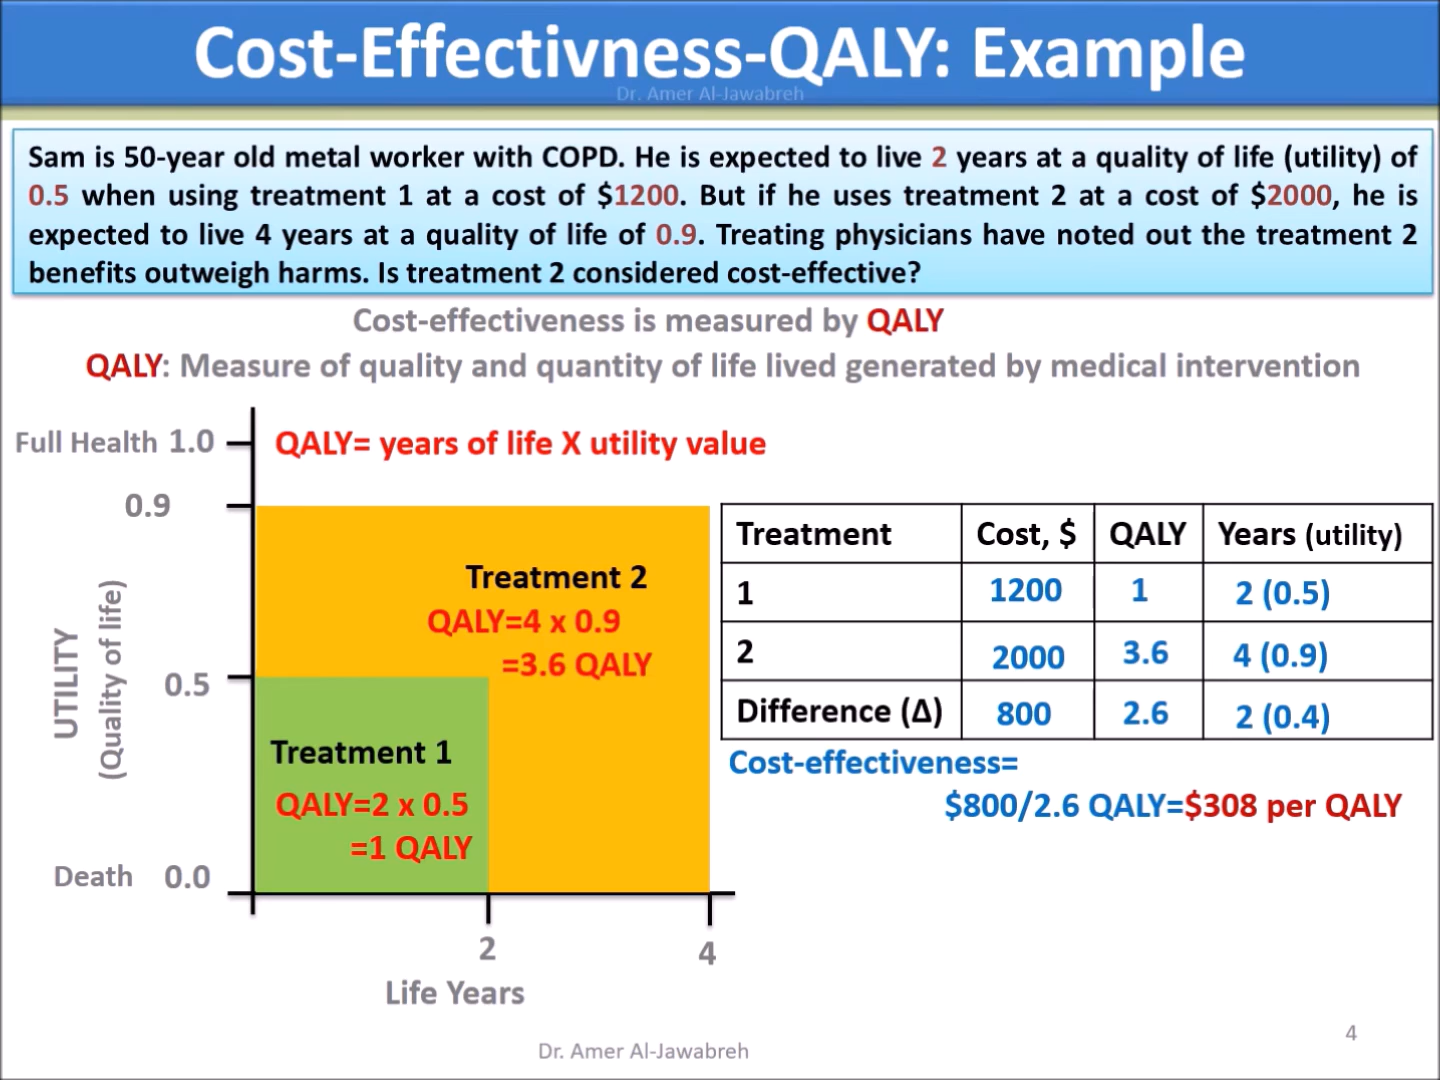 Cost-Effectivness-QALY: Example
Dr. Amer Al-Jawabreh
Sam is 50-year old metal worker with COPD. He is expected to live 2 years at a quality of life (utility) of
0.5 when using treatment 1 at a cost of $1200. But if he uses treatment 2 at a cost of $2000, he is
expected to live 4 years at a quality of life of 0.9. Treating physicians have noted out the treatment 2
benefits outweigh harms. Is treatment 2 considered cost-effective?
Cost-effectiveness is measured by QALY
QALY: Measure of quality and quantity of life lived generated by medical intervention
Full Health 1.0
QALY= years of life X utility value
0.9
UTILITY
(Quality of life)
0.5
Death 0.0
Treatment 2
QALY=4 x 0.9
=3.6 QALY
Treatment 1
QALY=2 x 0.5
=1 QALY
2
4
Life Years
Treatment Cost, $ QALY Years (utility)
1 1200 1 2 (0.5)
2 2000 3.6 4 (0.9)
Difference (Δ) 800 2.6 2 (0.4)
Cost-effectiveness=
$800/2.6 QALY=$308 per QALY
Dr. Amer Al-Jawabreh
4